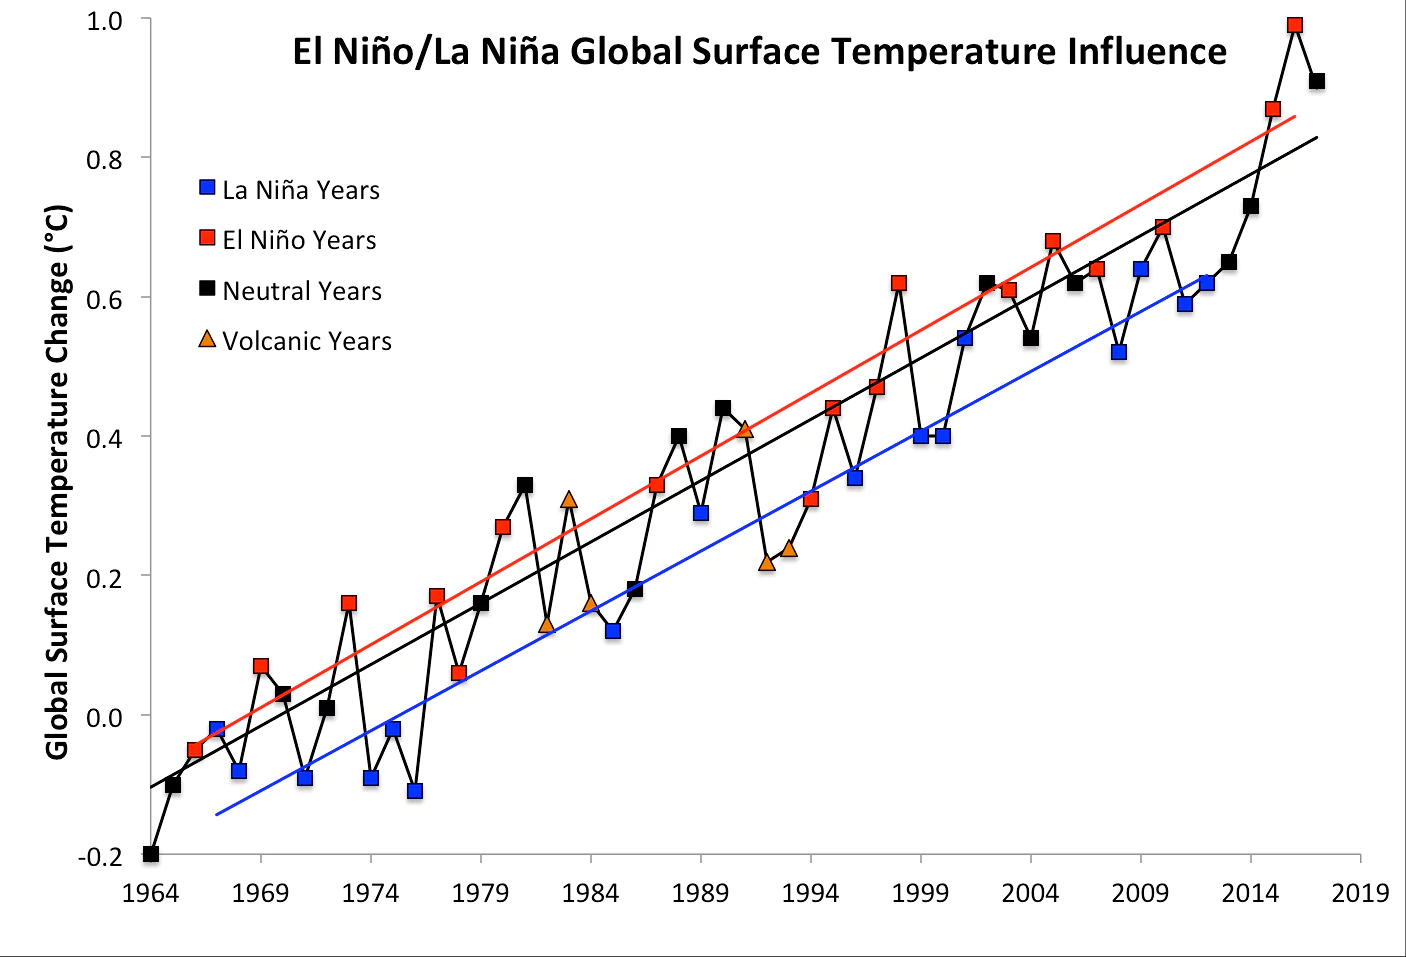 El Niño/La Niña Global Surface Temperature Influence
Global Surface Temperature Change (°C)
1.0
0.8
0.6
0.4
0.2
0.0
-0.2
La Niña Years
El Niño Years
Neutral Years
Volcanic Years
1964 1969 1974 1979 1984 1989 1994 1999 2004 2009 2014 2019